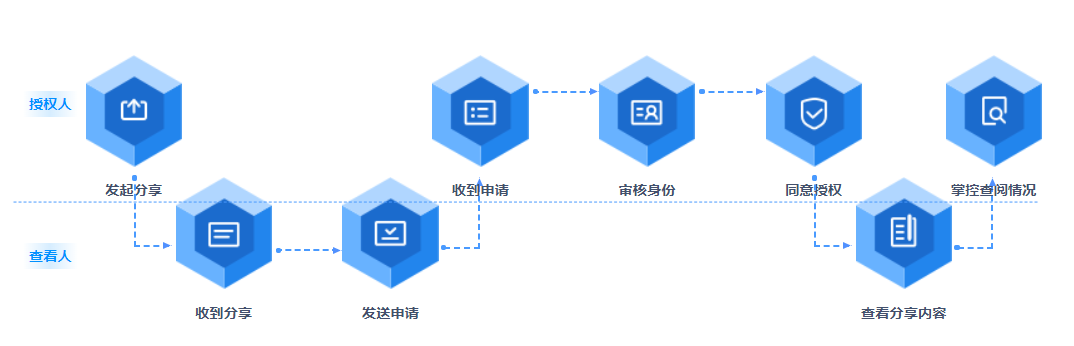 授权人
发起分享
收到申请
审核身份
同意授权
掌控查阅情况
查看人
收到分享
发送申请
查看分享内容